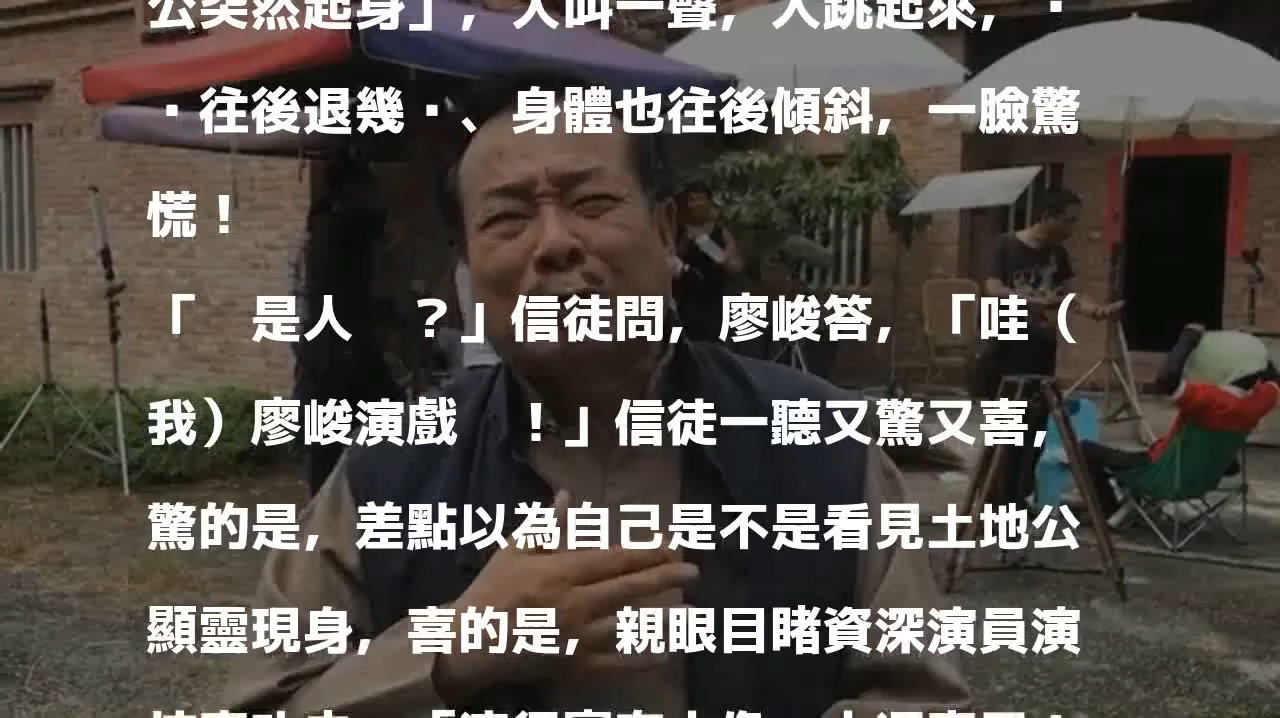 公突然起身」，大叫一聲，大跳起來，·
·往後退幾·、身體也往後傾斜，一臉驚
慌！
「　是人　？」信徒問，廖峻答，「哇（
我）廖峻演戲　！」信徒一聽又驚又喜，
驚的是，差點以為自己是不是看見土地公
顯靈現身，喜的是，親眼目睹資深演員演